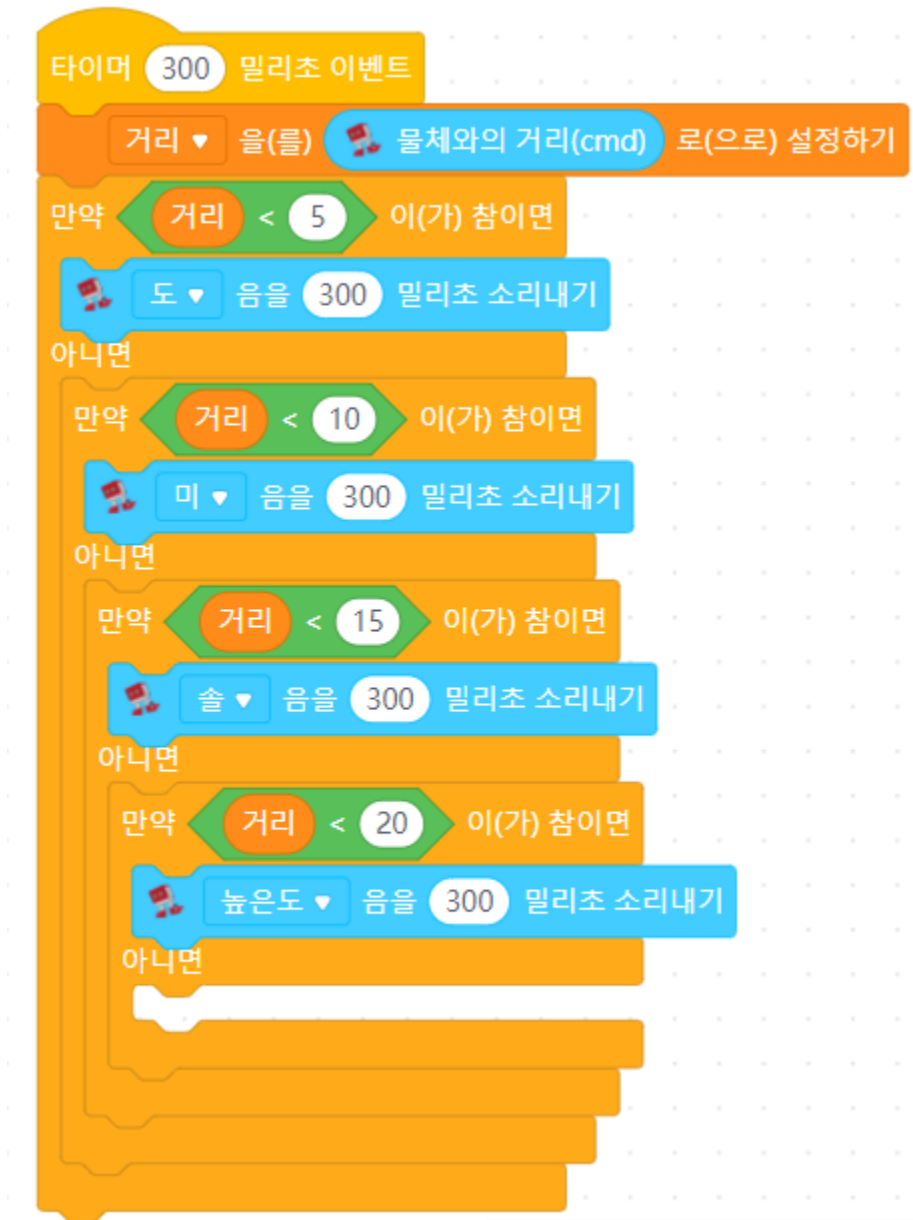 타이머 300 밀리초 이벤트
거리 ▼ 을(를) 물체와의 거리(cmd) 로(으로) 설정하기
만약 거리 < 5 이(가) 참이면
도 ▼ 음을 300 밀리초 소리내기
아니면
만약 거리 < 10 이(가) 참이면
미 ▼ 음을 300 밀리초 소리내기
아니면
만약 거리 < 15 이(가) 참이면
솔 ▼ 음을 300 밀리초 소리내기
아니면
만약 거리 < 20 이(가) 참이면
높은도 ▼ 음을 300 밀리초 소리내기
아니면